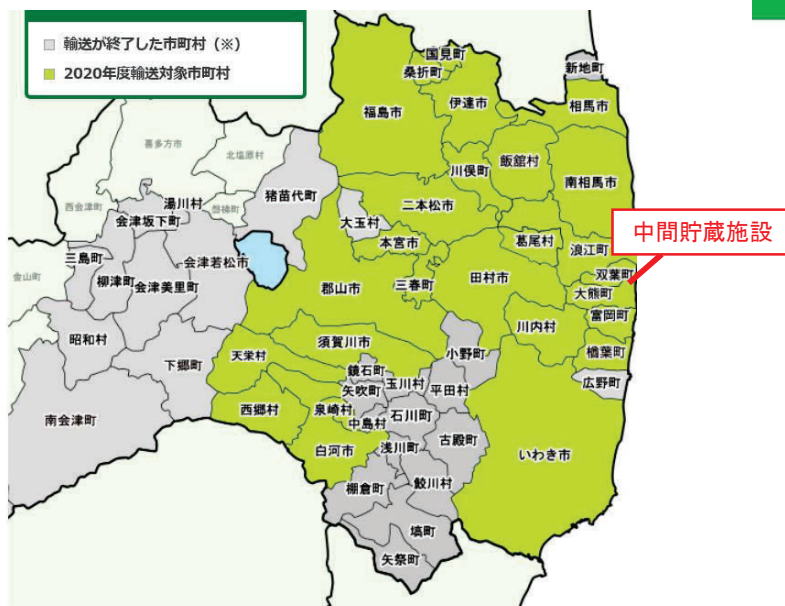 輸送が終了した市町村（※）
2020年度輸送対象市町村
国見町
桑折町
新地町
福島市
伊達市
相馬市
喜多方市
北塩原村
川俣町
飯舘村
南相馬市
西会津町
湯川村
磐梯町
猪苗代町
大玉村
二本松市
会津坂下町
本宮市
葛尾村
浪江町
中間貯蔵施設
三島町
会津若松市
金山町
柳津町
会津美里町
郡山市
三春町
田村市
双葉町
大熊町
富岡町
昭和村
川内村
須賀川市
小野町
楢葉町
下郷町
天栄村
鏡石町
玉川村
平田村
広野町
矢吹町
南会津町
西郷村
泉崎村
中島村
石川町
古殿町
白河市
浅川町
いわき市
棚倉町
鮫川村
塙町
矢祭町